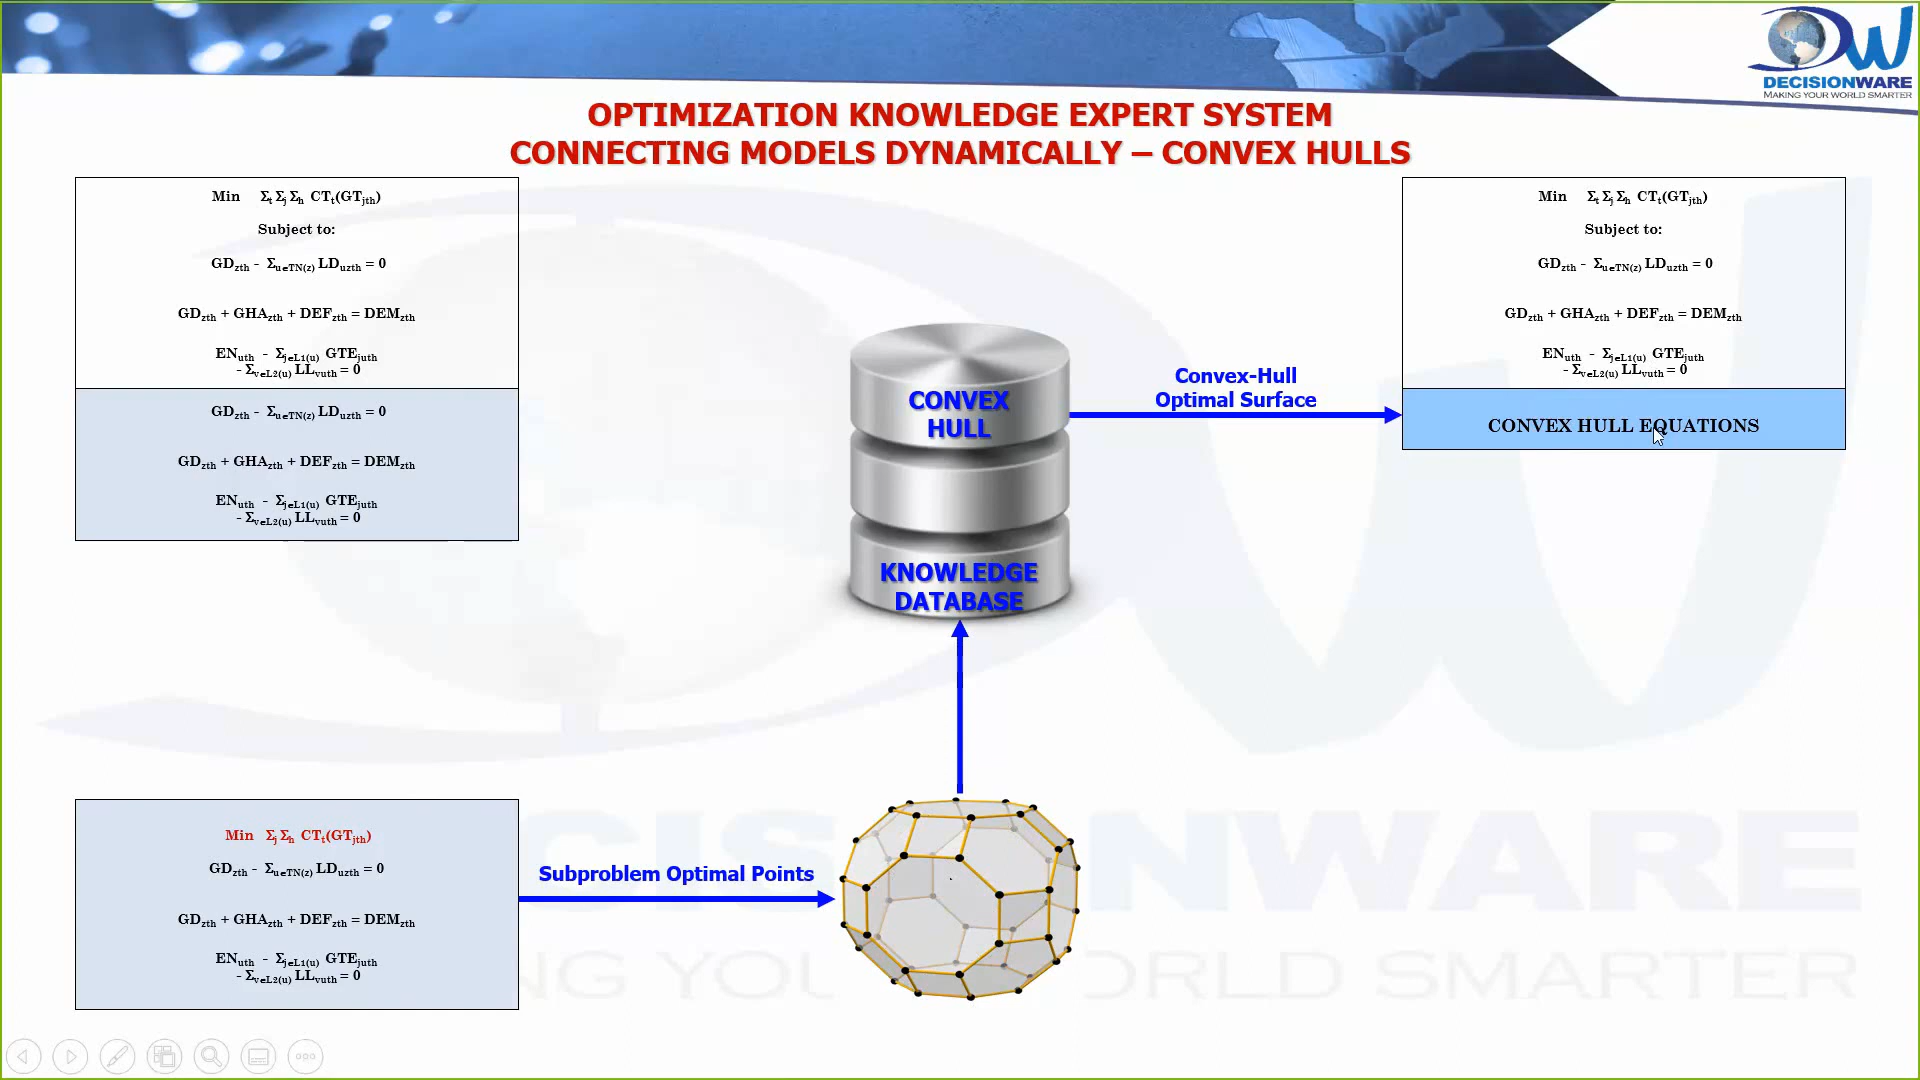 DECISIONWARE
MAKING YOUR WORLD SMARTER
OPTIMIZATION KNOWLEDGE EXPERT SYSTEM
CONNECTING MODELS DYNAMICALLY – CONVEX HULLS
Min Σt Σj Σh CTt(GTjth)
Subject to:
GDzth - Σu∈TN(z) LDuzth = 0
GDzth + GHAzth + DEFzth = DEMzth
ENuth - Σj∈L1(u) GTEjuth
- Σv∈L2(u) LLvuth = 0
GDzth - Σu∈TN(z) LDuzth = 0
GDzth + GHAzth + DEFzth = DEMzth
ENuth - Σj∈L1(u) GTEjuth
- Σv∈L2(u) LLvuth = 0
CONVEX
HULL
KNOWLEDGE
DATABASE
Convex-Hull
Optimal Surface
Min Σt Σj Σh CTt(GTjth)
Subject to:
GDzth - Σu∈TN(z) LDuzth = 0
GDzth + GHAzth + DEFzth = DEMzth
ENuth - Σj∈L1(u) GTEjuth
- Σv∈L2(u) LLvuth = 0
CONVEX HULL EQUATIONS
Min Σj Σh CTt(GTjth)
GDzth - Σu∈TN(z) LDuzth = 0
GDzth + GHAzth + DEFzth = DEMzth
ENuth - Σj∈L1(u) GTEjuth
- Σv∈L2(u) LLvuth = 0
Subproblem Optimal Points